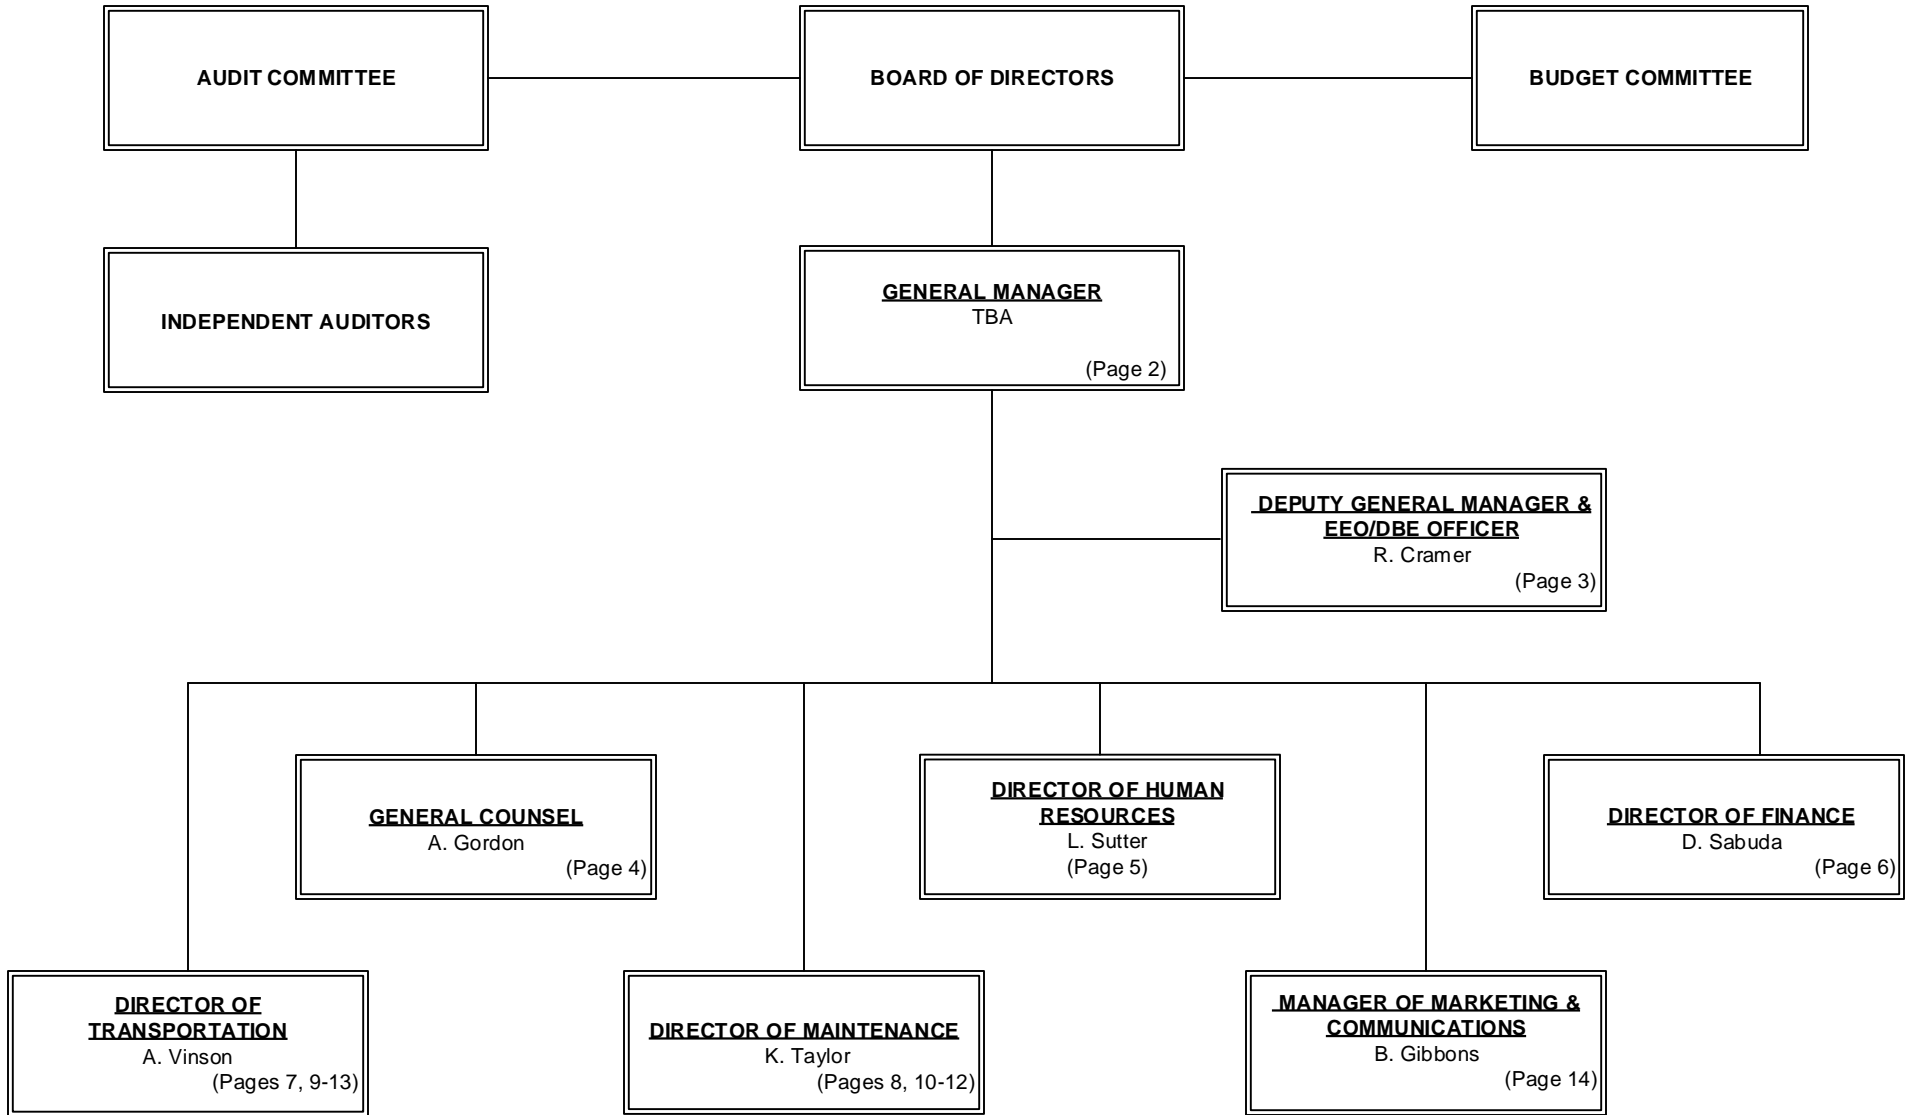 AUDIT COMMITTEE
BOARD OF DIRECTORS
BUDGET COMMITTEE
INDEPENDENT AUDITORS
GENERAL MANAGER
TBA
(Page 2)
DEPUTY GENERAL MANAGER &
EEO/DBE OFFICER
R. Cramer
(Page 3)
GENERAL COUNSEL
A. Gordon
(Page 4)
DIRECTOR OF HUMAN
RESOURCES
L. Sutter
(Page 5)
DIRECTOR OF FINANCE
D. Sabuda
(Page 6)
DIRECTOR OF
TRANSPORTATION
A. Vinson
(Pages 7, 9-13)
DIRECTOR OF MAINTENANCE
K. Taylor
(Pages 8, 10-12)
MANAGER OF MARKETING &
COMMUNICATIONS
B. Gibbons
(Page 14)